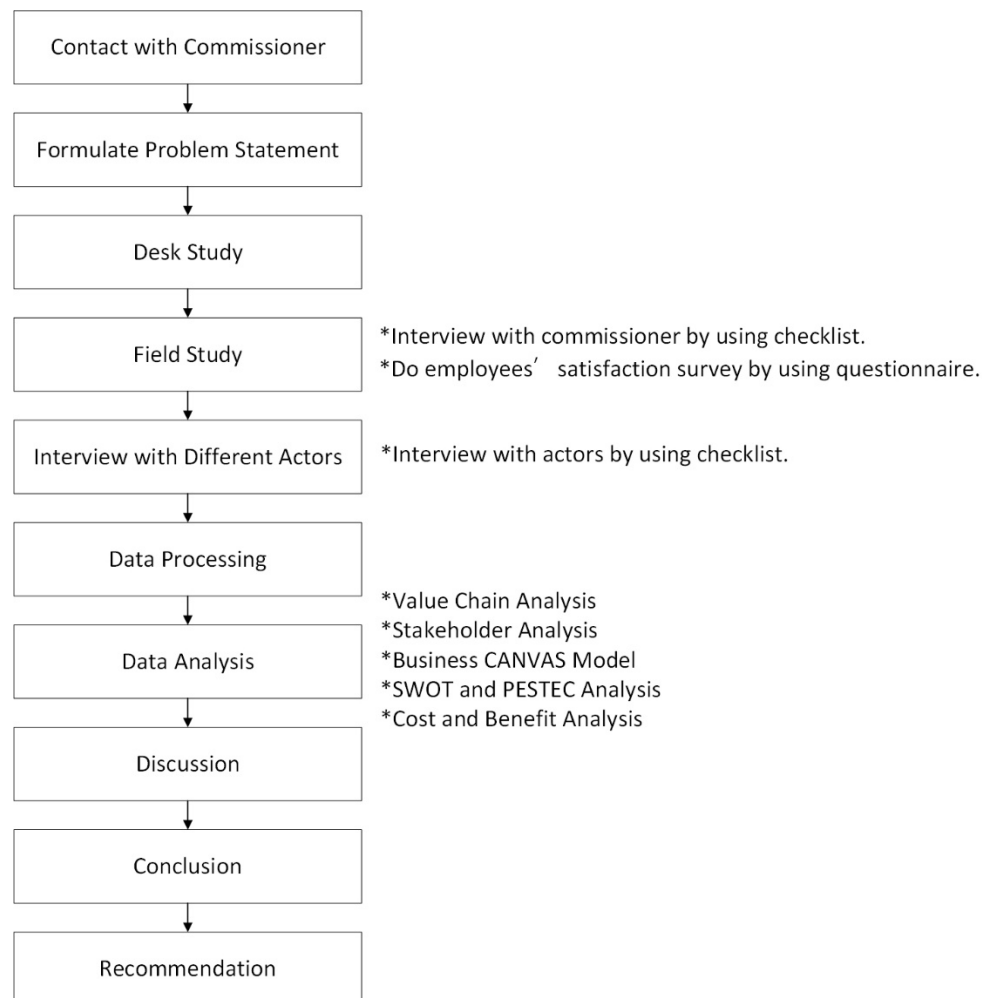 Contact with Commissioner
Formulate Problem Statement
Desk Study
Field Study
*Interview with commissioner by using checklist.
*Do employees’ satisfaction survey by using questionnaire.
Interview with Different Actors
*Interview with actors by using checklist.
Data Processing
Data Analysis
*Value Chain Analysis
*Stakeholder Analysis
*Business CANVAS Model
*SWOT and PESTEC Analysis
*Cost and Benefit Analysis
Discussion
Conclusion
Recommendation